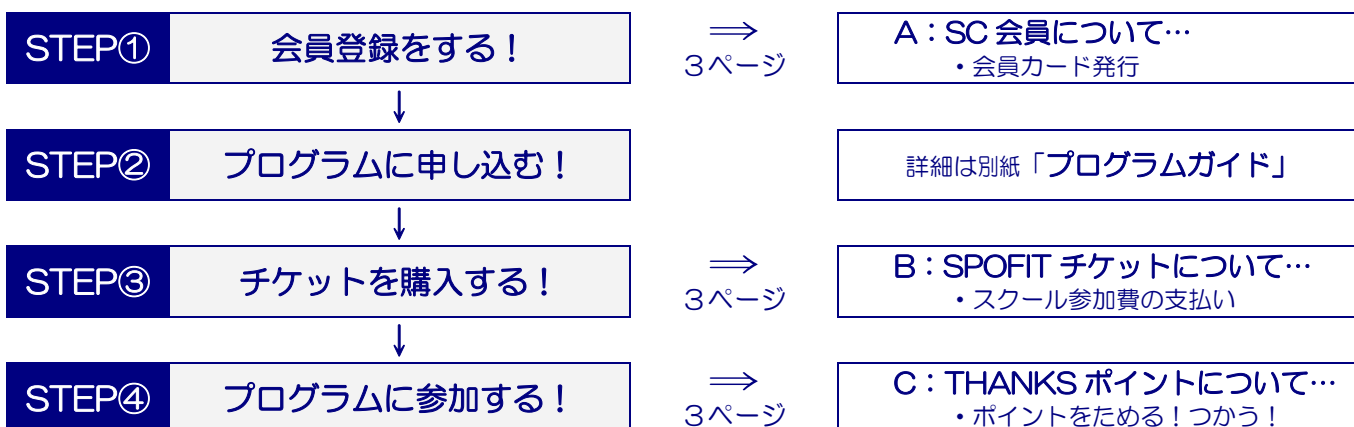 STEP① 会員登録をする！ ⇒ A：SC 会員について…
3ページ ・会員カード発行
↓
STEP② プログラムに申し込む！ 詳細は別紙「プログラムガイド」
↓
STEP③ チケットを購入する！ ⇒ B：SPOFIT チケットについて…
3ページ ・スクール参加費の支払い
↓
STEP④ プログラムに参加する！ ⇒ C：THANKS ポイントについて…
3ページ ・ポイントをためる！つかう！